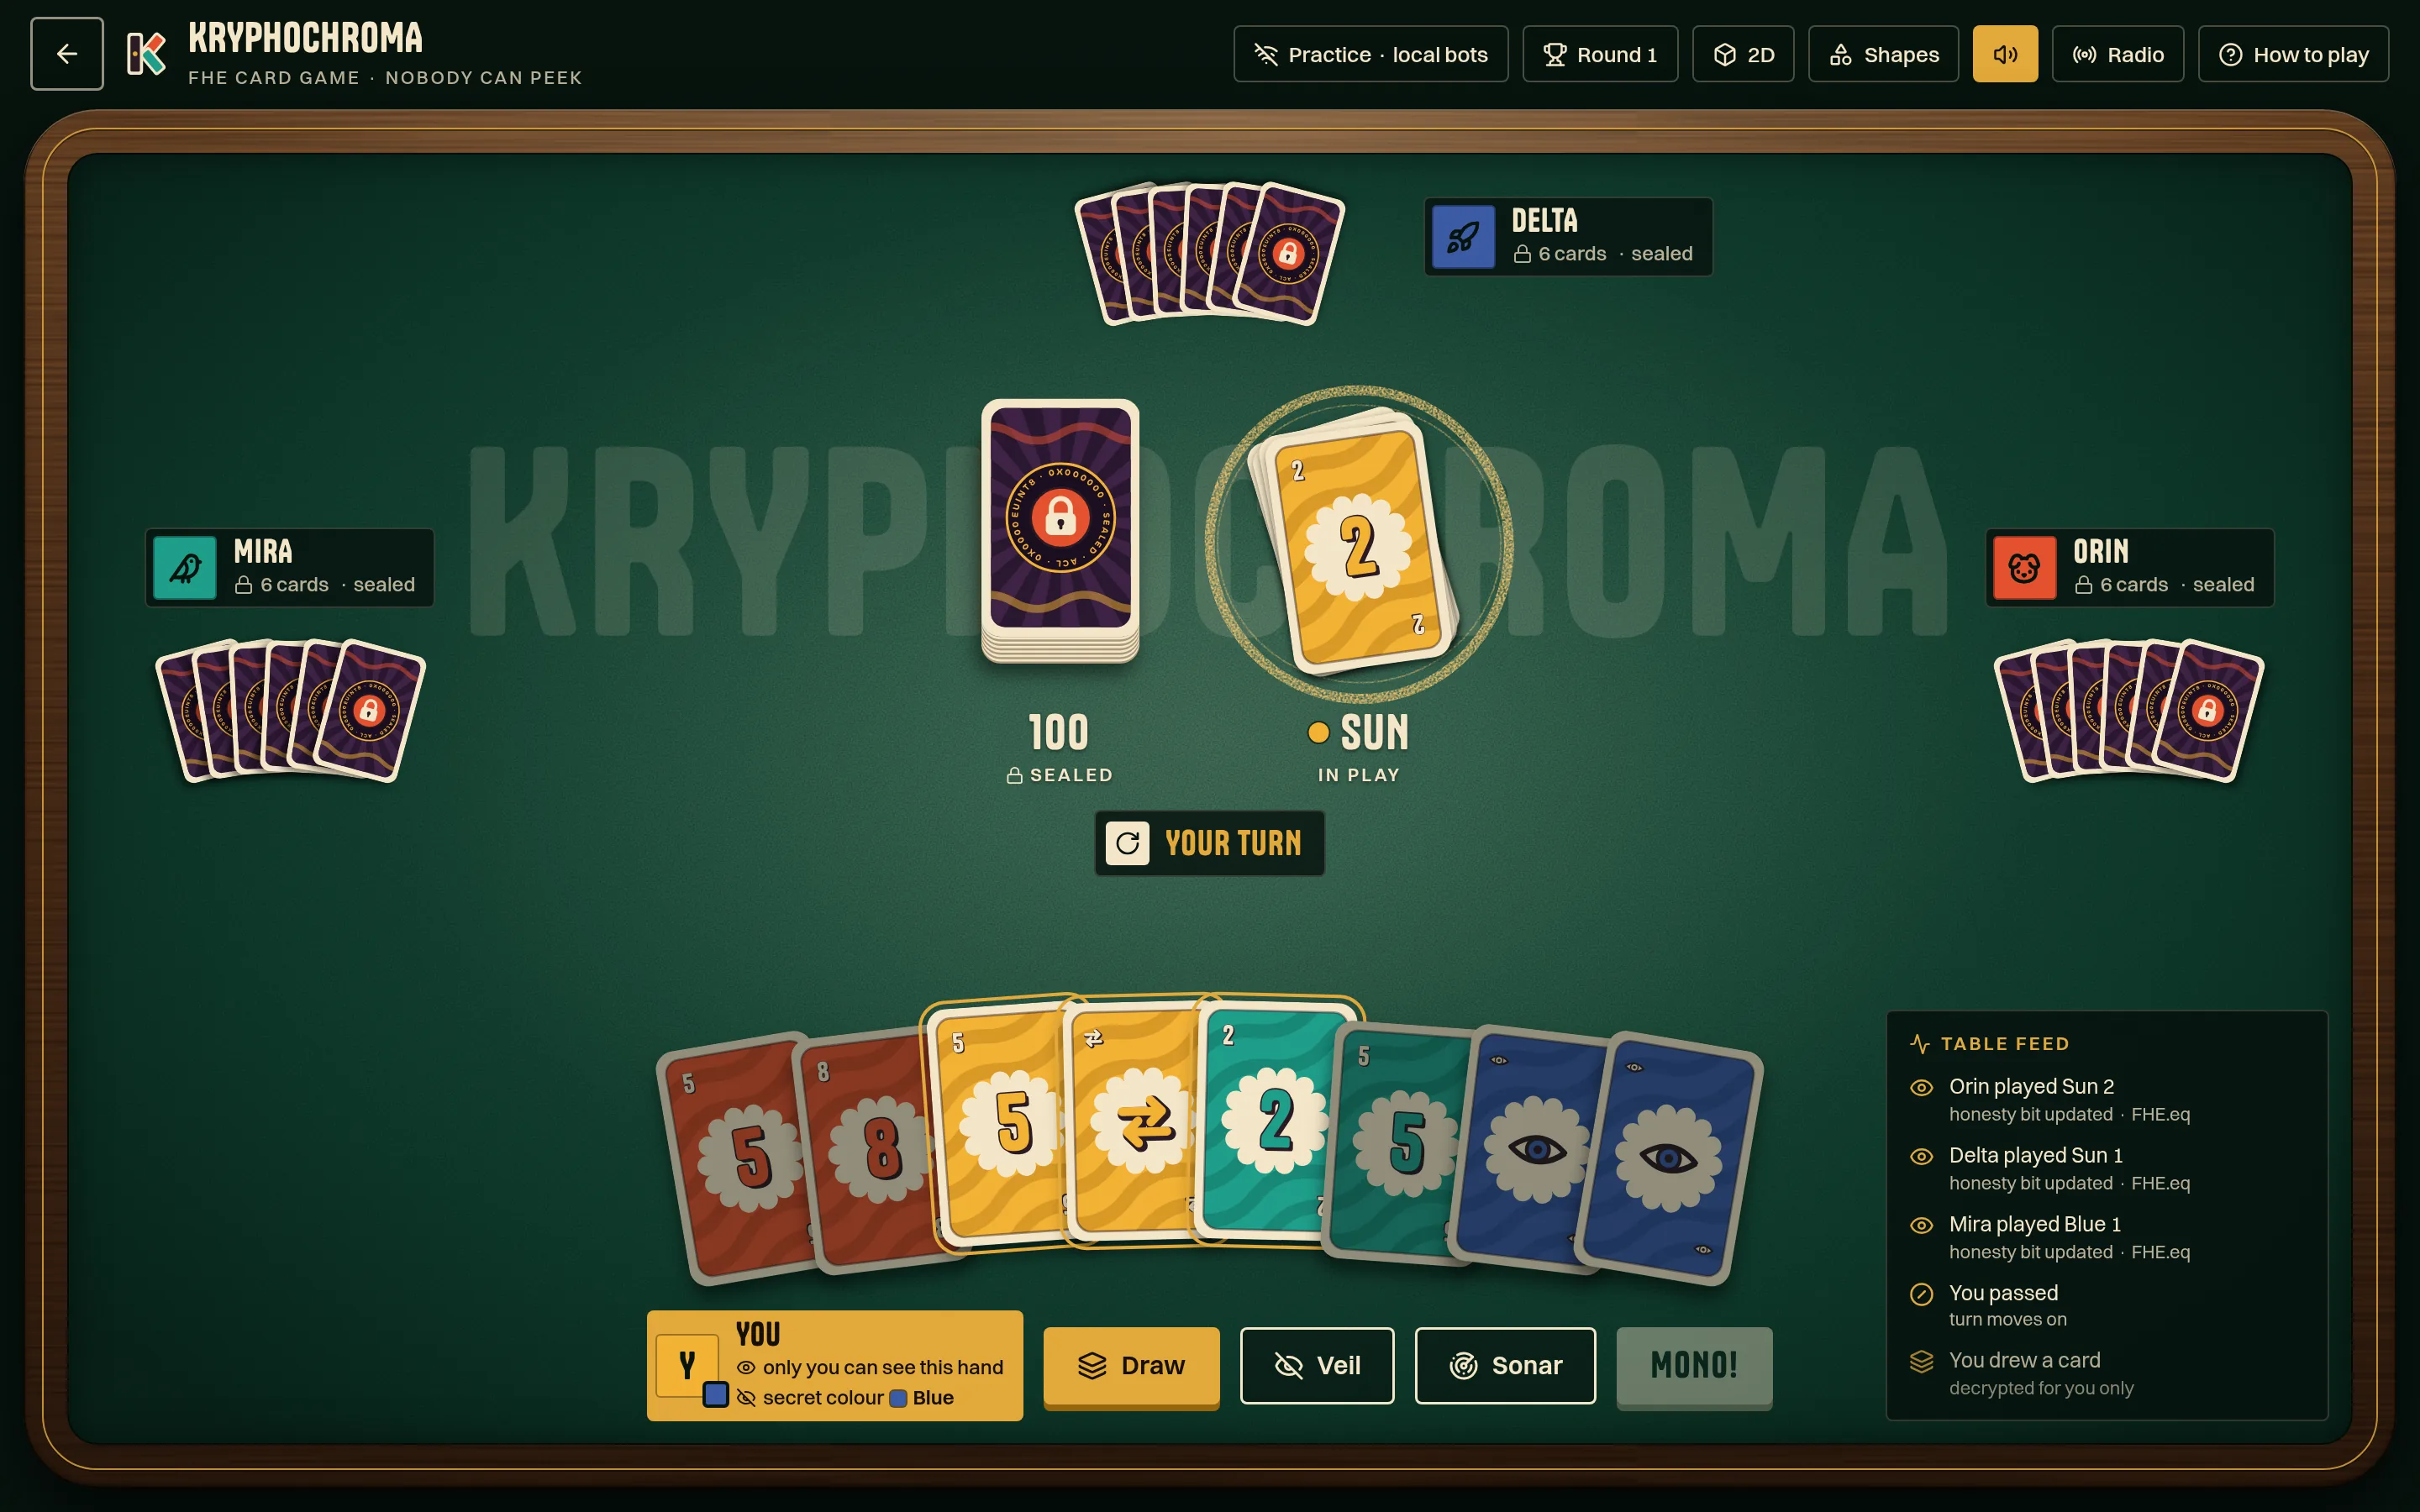 KRYPHOCHROMA
FHE CARD GAME · NOBODY CAN PEEK
Practice · local bots
Round 1
2D
Shapes
Radio
How to play
DELTA
6 cards · sealed
KRYPHOCHROMA
2
2
2
0X000000 · SEALED · ACL · 0X00000EUINT8 ·
MIRA
6 cards · sealed
ORIN
6 cards · sealed
100
SEALED
SUN
IN PLAY
YOUR TURN
5
5
8
8
5
5
2
2
2
5
5
TABLE FEED
Orin played Sun 2
honesty bit updated · FHE.eq
Delta played Sun 1
honesty bit updated · FHE.eq
Mira played Blue 1
honesty bit updated · FHE.eq
You passed
turn moves on
You drew a card
decrypted for you only
Y
YOU
only you can see this hand
secret colour Blue
Draw
Veil
Sonar
MONO!